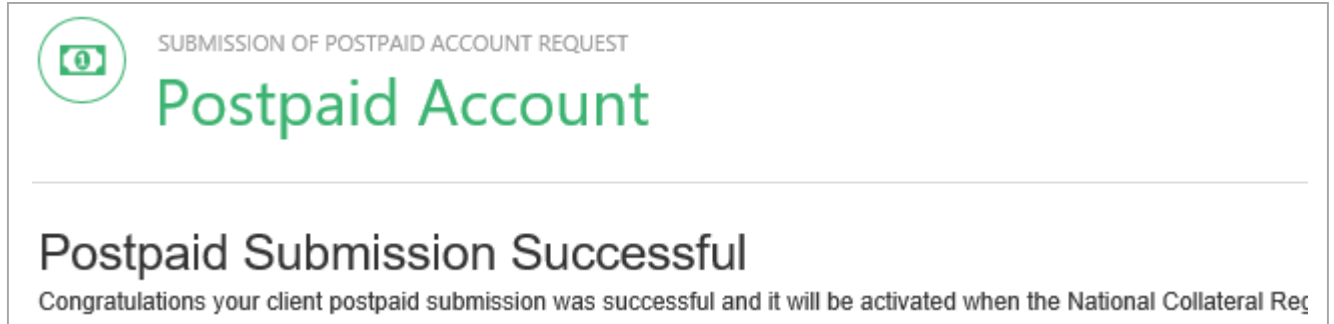 SUBMISSION OF POSTPAID ACCOUNT REQUEST
Postpaid Account
Postpaid Submission Successful
Congratulations your client postpaid submission was successful and it will be activated when the National Collateral